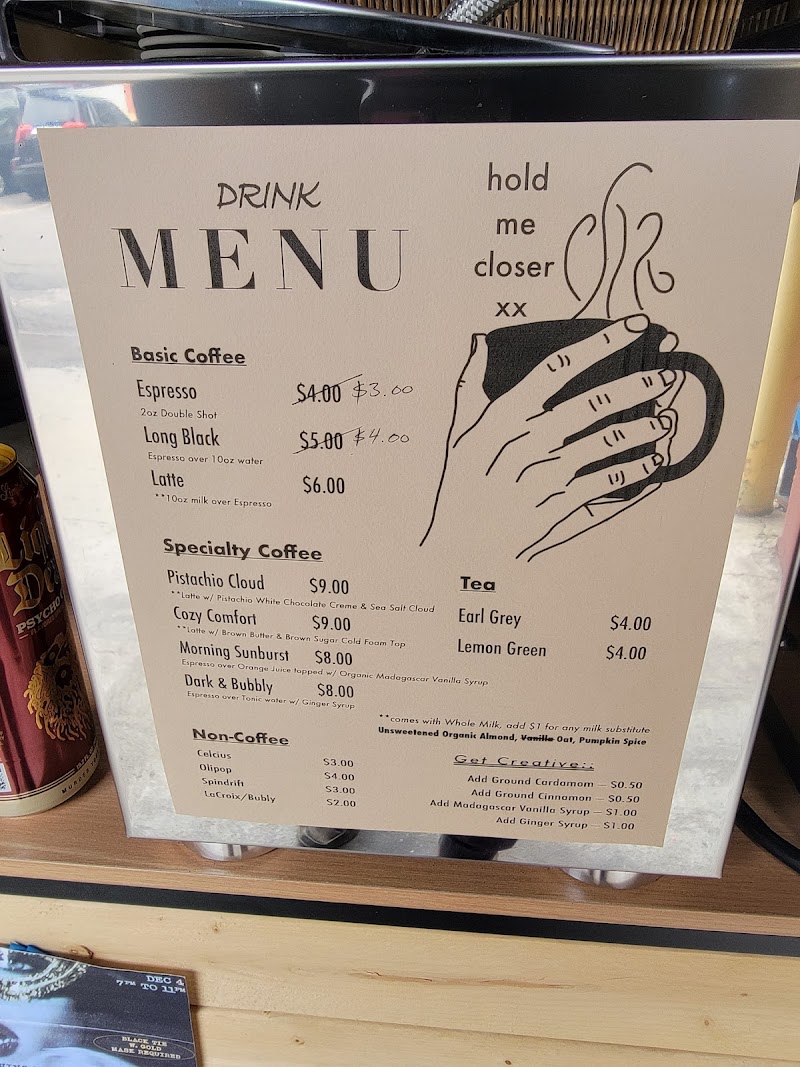 DRINK
MENU
hold
me
closer
xx
Basic Coffee
Espresso $4.00 $3.00
2oz Double Shot
Long Black $5.00 $4.00
Espresso over 10oz water
Latte $6.00
**10oz milk over Espresso
Specialty Coffee
Pistachio Cloud $9.00
**Latte w/ Pistachio White Chocolate Creme & Sea Salt Cloud
Cozy Comfort $9.00
**Latte w/ Brown Butter & Brown Sugar Cold Foam Top
Morning Sunburst $8.00
Espresso over Orange Juice topped w/ Organic Madagascar Vanilla Syrup
Dark & Bubbly $8.00
Espresso over Tonic water w/ Ginger Syrup
Tea
Earl Grey $4.00
Lemon Green $4.00
**comes with Whole Milk, add $1 for any milk substitute
Unsweetened Organic Almond, Vanilla Oat, Pumpkin Spice
Non-Coffee
Celcius $3.00
Olipop $4.00
Spindrift $3.00
LaCroix/Bubly $2.00
Get Creative::
Add Ground Cardamom — $0.50
Add Ground Cinnamon — $0.50
Add Madagascar Vanilla Syrup — $1.00
Add Ginger Syrup — $1.00
PSYCHO
DEC 4
7PM TO 11PM
BLACK TIE
W. GOLD
MASK REQUIRED